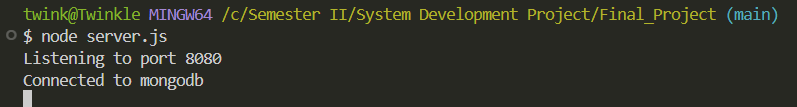 twink@Twinkle MINGW64 /c/Semester II/System Development Project/Final_Project (main)
$ node server.js
Listening to port 8080
Connected to mongodb